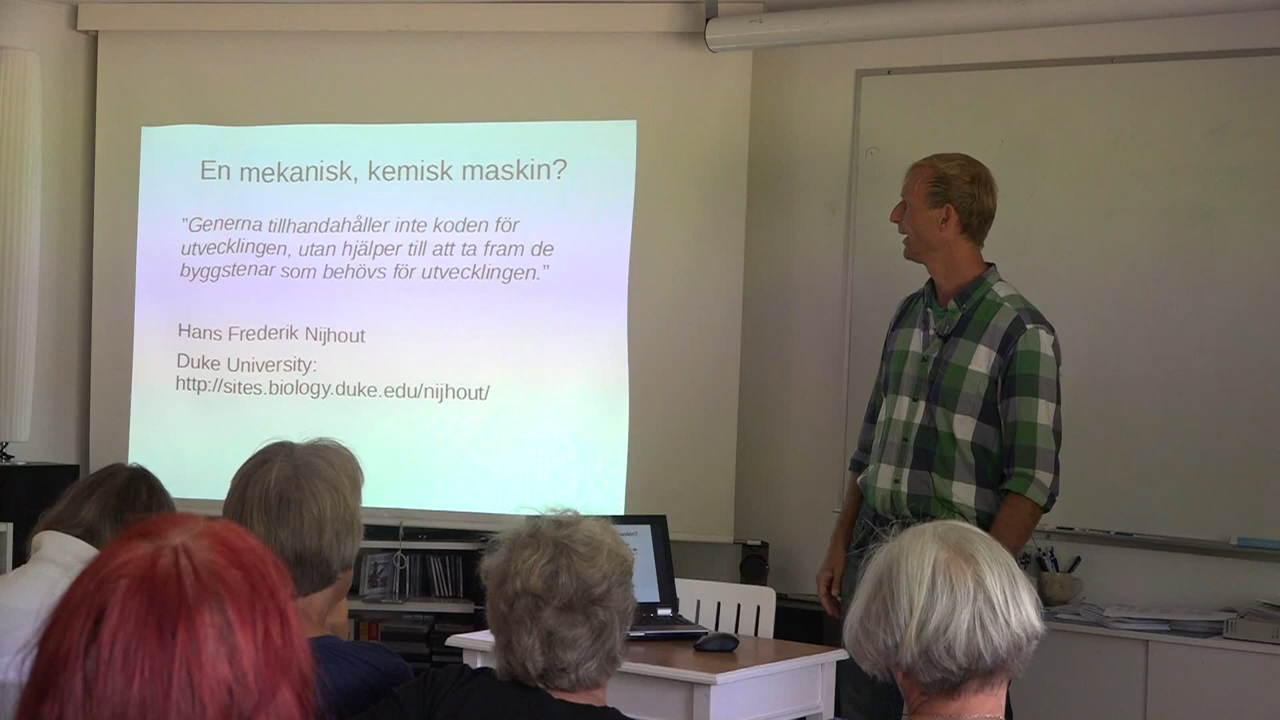 En mekanisk, kemisk maskin?
"Generna tillhandahåller inte koden för
utvecklingen, utan hjälper till att ta fram de
byggstenar som behövs för utvecklingen."
Hans Frederik Nijhout
Duke University:
http://sites.biology.duke.edu/nijhout/